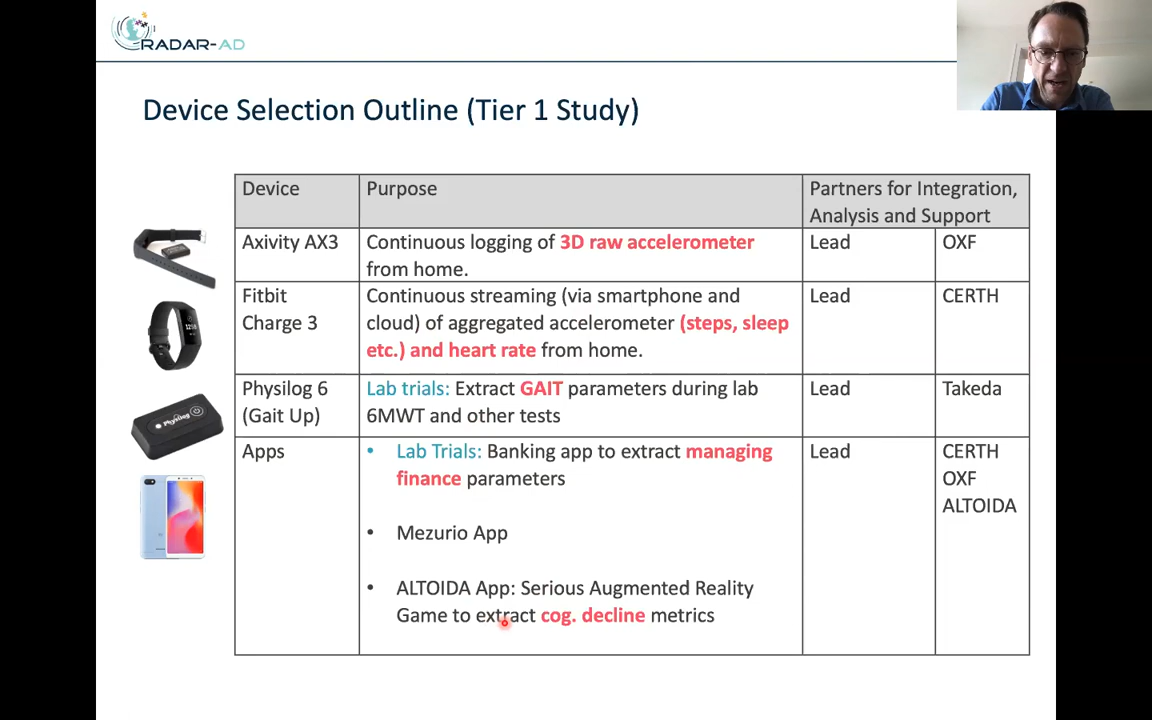 RADAR-AD
Device Selection Outline (Tier 1 Study)
Device
Purpose
Partners for Integration,
Analysis and Support
Axivity AX3
Continuous logging of 3D raw accelerometer
from home.
Lead
OXF
Fitbit
Charge 3
Continuous streaming (via smartphone and
cloud) of aggregated accelerometer (steps, sleep
etc.) and heart rate from home.
Lead
CERTH
Physilog
Physilog 6
(Gait Up)
Lab trials: Extract GAIT parameters during lab
6MWT and other tests
Lead
Takeda
Apps
• Lab Trials: Banking app to extract managing
finance parameters
• Mezurio App
• ALTOIDA App: Serious Augmented Reality
Game to extract cog. decline metrics
Lead
CERTH
OXF
ALTOIDA